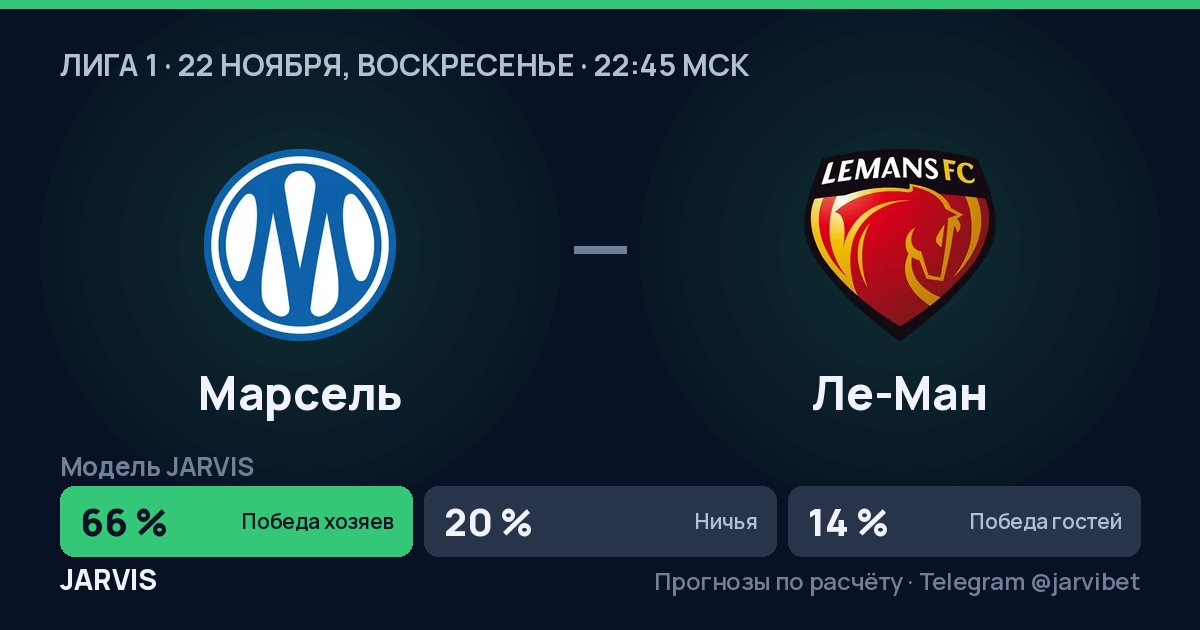 ЛИГА 1 · 22 НОЯБРЯ, ВОСКРЕСЕНЬЕ · 22:45 МСК
LEMANS FC
Марсель
—
Ле-Ман
Модель JARVIS
66 % Победа хозяев
20 % Ничья
14 % Победа гостей
JARVIS
Прогнозы по расчёту · Telegram @jarvibet